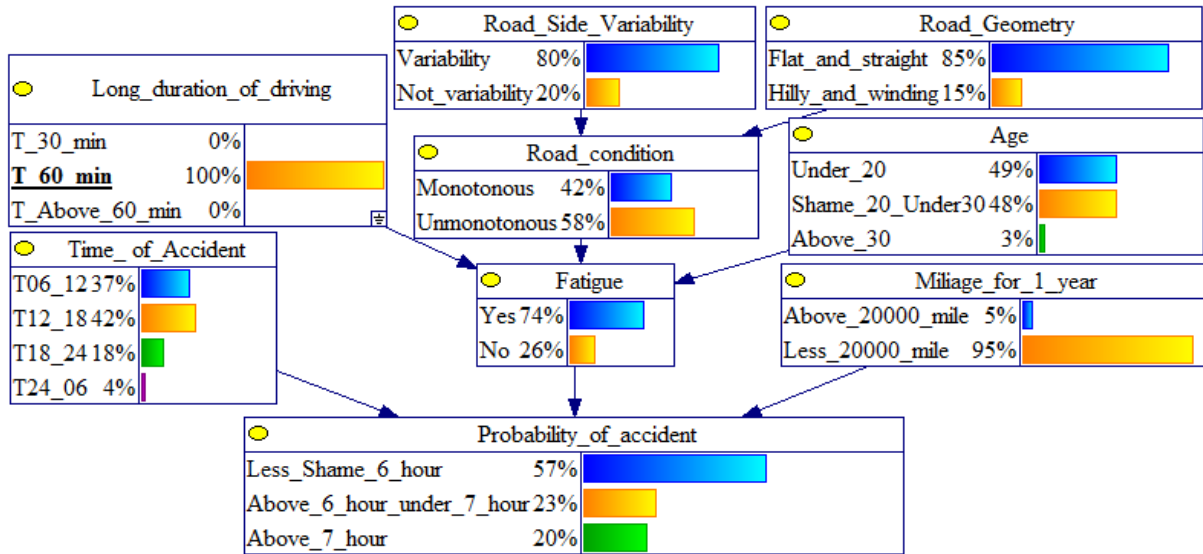 Road_Side_Variability
Variability 80%
Not_variability 20%
Road_Geometry
Flat_and_straight 85%
Hilly_and_winding 15%
Long_duration_of_driving
T_30_min 0%
T_60_min 100%
T_Above_60_min 0%
Road_condition
Monotonous 42%
Unmonotonous 58%
Age
Under_20 49%
Shame_20_Under30 48%
Above_30 3%
Time_ of_Accident
T06_12 37%
T12_18 42%
T18_24 18%
T24_06 4%
Fatigue
Yes 74%
No 26%
Miliage_for_1_year
Above_20000_mile 5%
Less_20000_mile 95%
Probability_of_accident
Less_Shame_6_hour 57%
Above_6_hour_under_7_hour 23%
Above_7_hour 20%